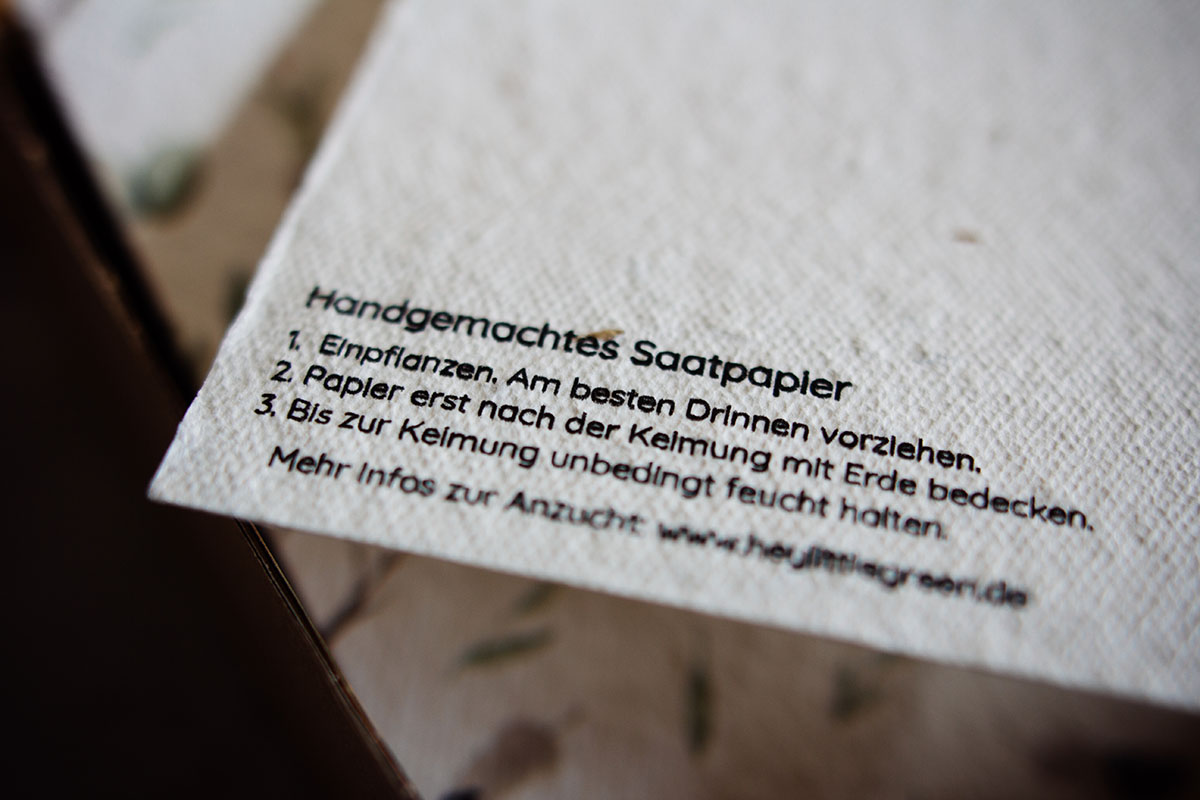 Handgemachtes Saatpapier
1. Einpflanzen. Am besten Drinnen vorziehen.
2. Papier erst nach der Keimung mit Erde bedecken.
3. Bis zur Keimung unbedingt feucht halten.
Mehr Infos zur Anzucht: www.heylittlegreen.de